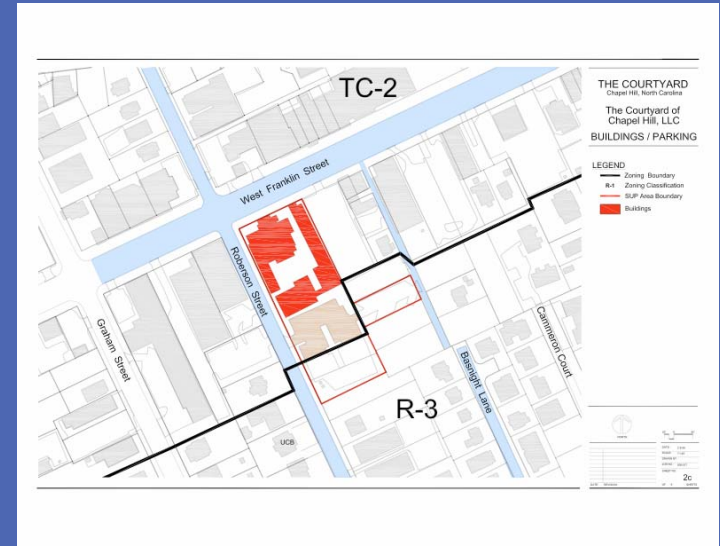 TC-2
West Franklin Street
Roberson Street
Graham Street
Cammeron Court
Basnight Lane
R-3
UCB
THE COURTYARD
Chapel Hill, North Carolina
The Courtyard of
Chapel Hill, LLC
BUILDINGS / PARKING
LEGEND
Zoning Boundary
R-1 Zoning Classification
SUP Area Boundary
Buildings
2c